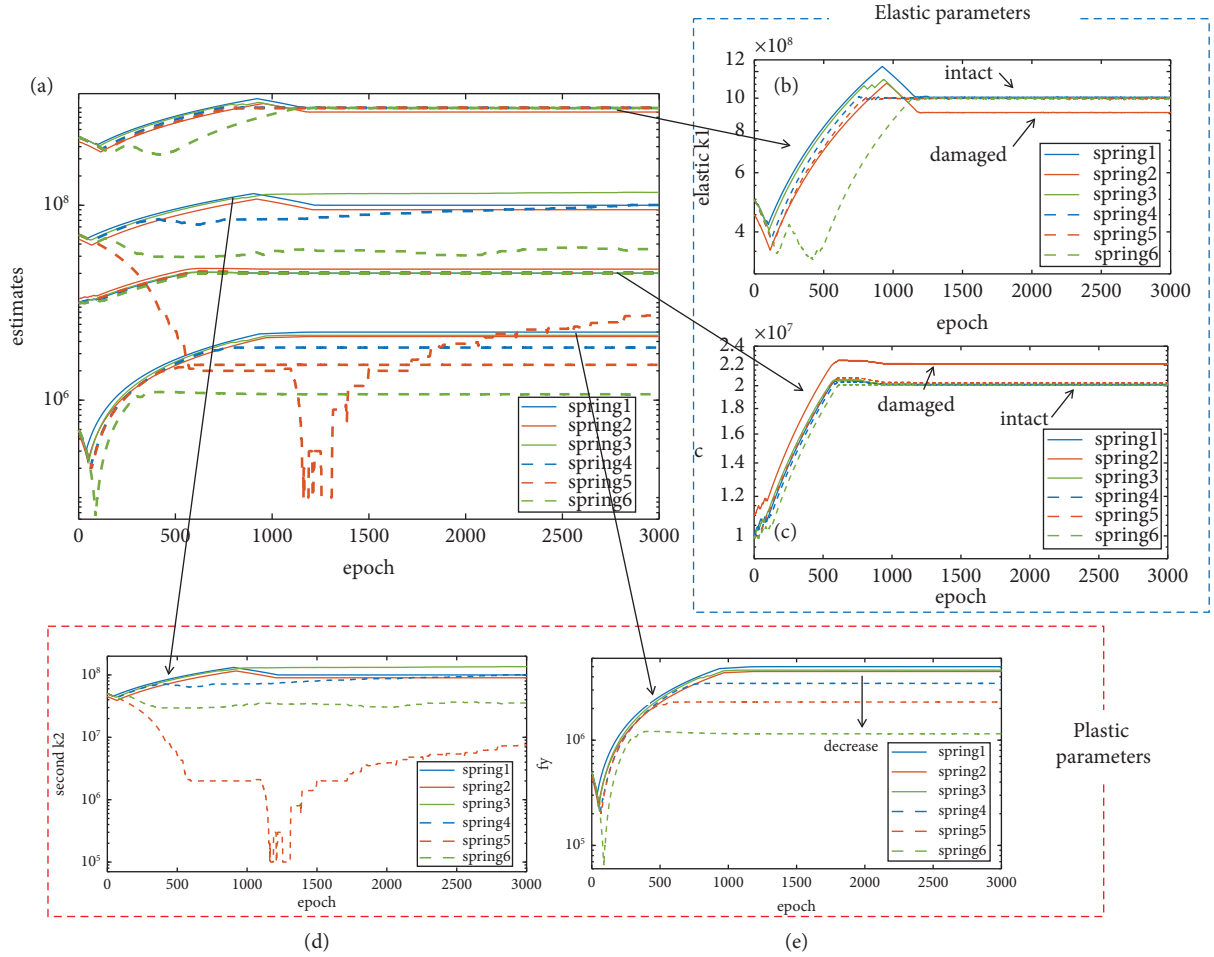 Elastic parameters
(a)
estimates
10^8
10^6
0
500
1000
1500
2000
2500
3000
epoch
spring1
spring2
spring3
spring4
spring5
spring6
×10^8
(b)
12
10
8
6
4
elastic k1
intact
damaged
spring1
spring2
spring3
spring4
spring5
spring6
0
500
1000
1500
2000
2500
3000
epoch
×10^7
2.4
2.2
2
1.8
1.6
1.4
1.2
1
c
damaged
intact
spring1
spring2
spring3
spring4
spring5
spring6
(c)
0
500
1000
1500
2000
2500
3000
epoch
10^8
10^7
10^6
10^5
second k2
spring1
spring2
spring3
spring4
spring5
spring6
0
500
1000
1500
2000
2500
3000
epoch
(d)
10^6
10^5
fy
decrease
spring1
spring2
spring3
spring4
spring5
spring6
0
500
1000
1500
2000
2500
3000
epoch
(e)
Plastic
parameters